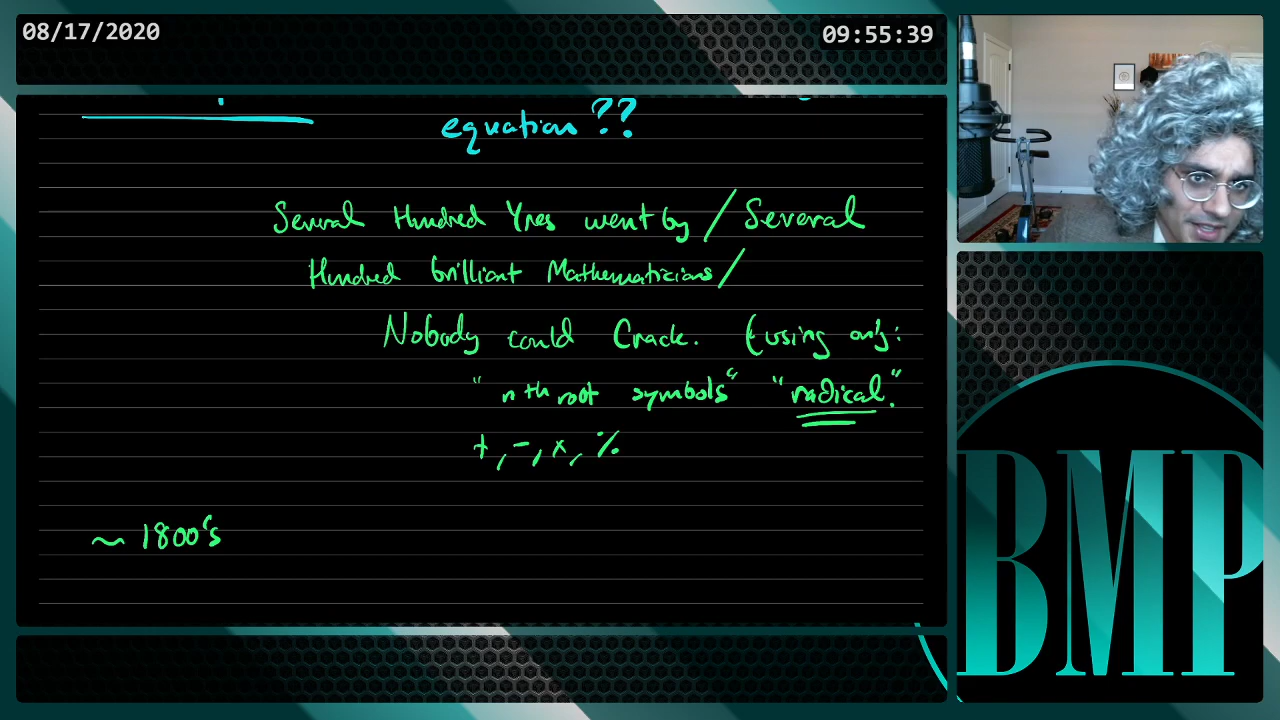 08/17/2020
09:55:39
equation ??
Several Hundred Yres went by / Several
Hundred brilliant Mathematicians /
Nobody could Crack. (using only:
"nth root symbols" "radical."
+, -, x, %
~ 1800's
BMP